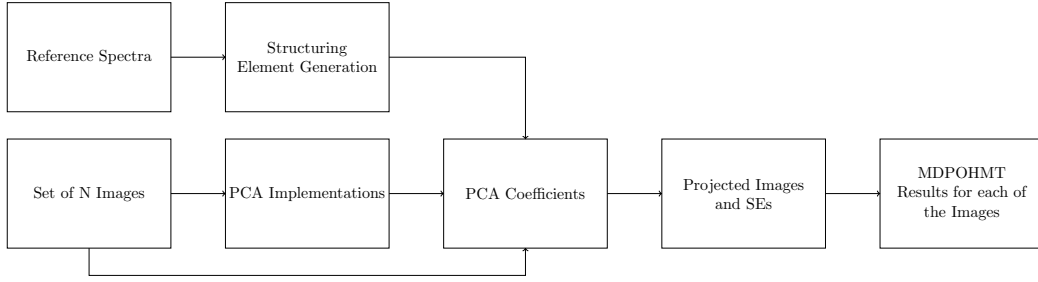 Reference Spectra
Structuring
Element Generation
Set of N Images
PCA Implementations
PCA Coefficients
Projected Images
and SEs
MDPOHMT
Results for each of
the Images